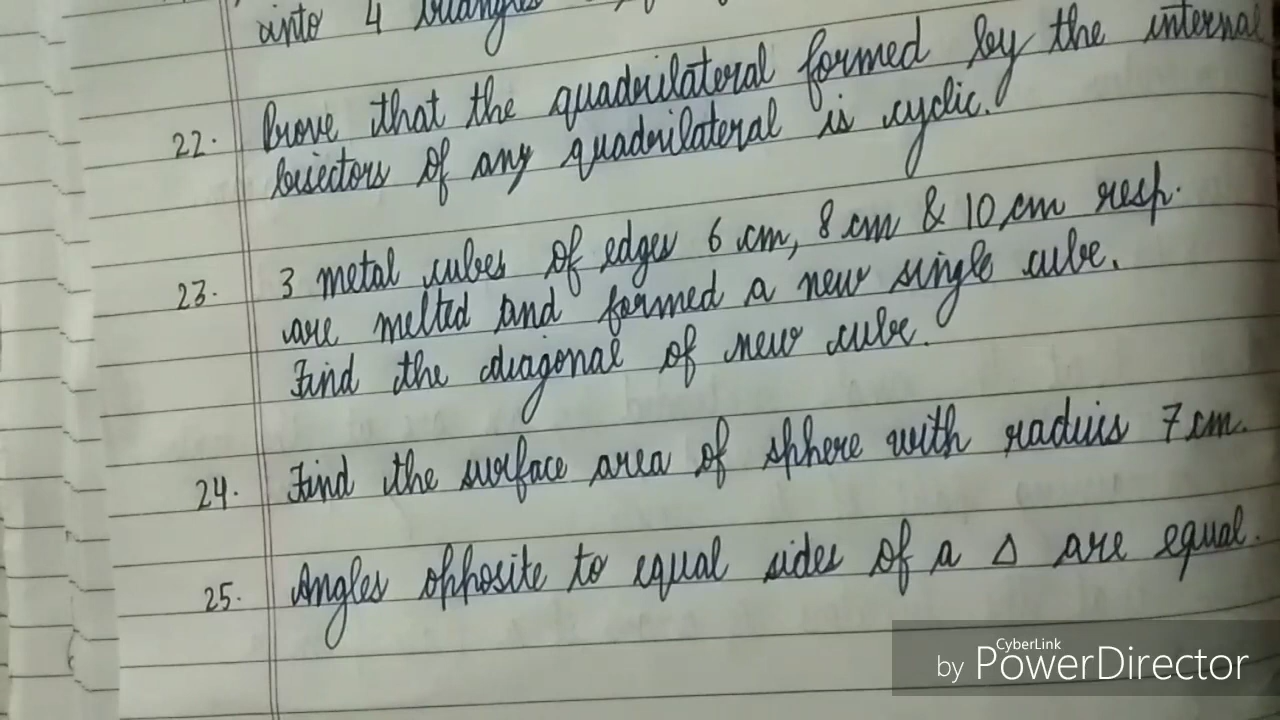 into 4 triangles
22. Prove that the quadrilateral formed by the internal
bisectors of any quadrilateral is cyclic.
23. 3 metal cubes of edges 6 cm, 8 cm & 10 cm resp.
are melted and formed a new single cube.
Find the diagonal of new cube.
24. Find the surface area of sphere with radius 7 cm.
25. Angles opposite to equal sides of a Δ are equal.
CyberLink
by PowerDirector